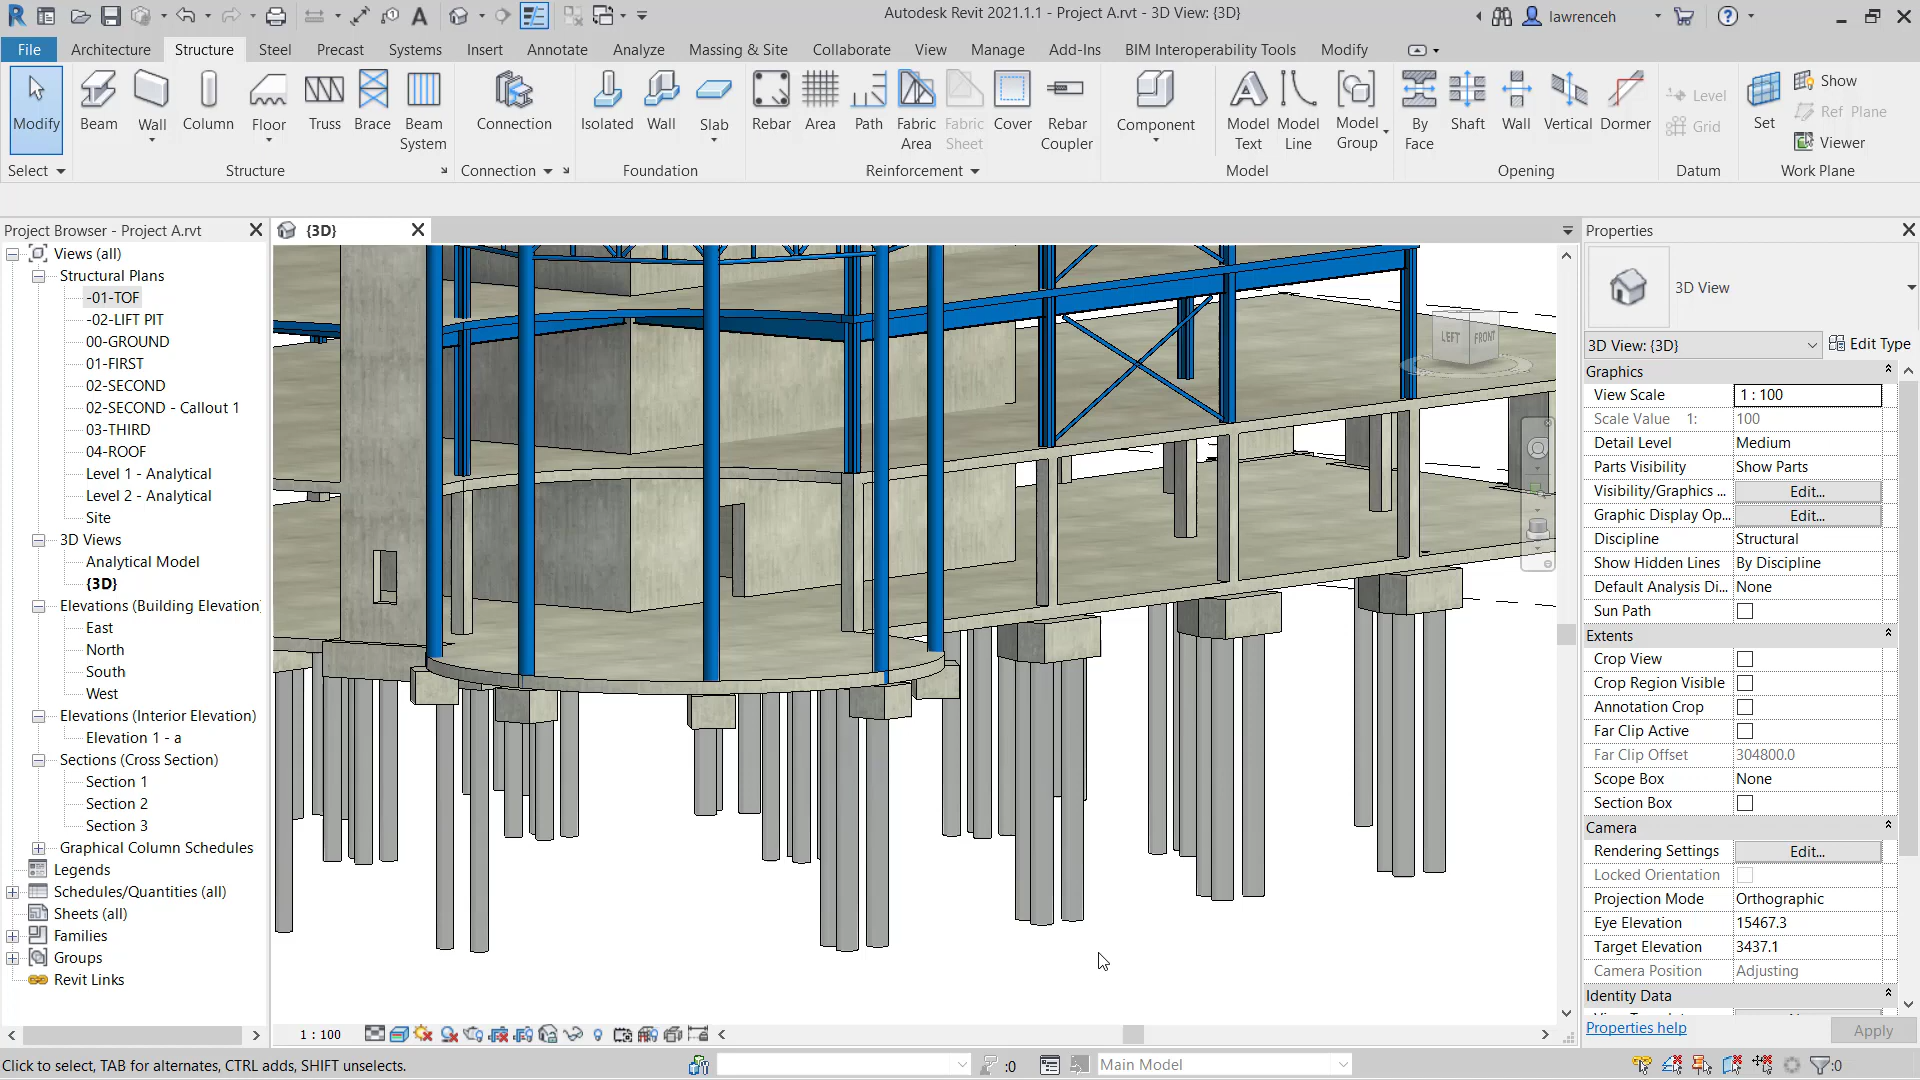 Autodesk Revit 2021.1.1 - Project A.rvt - 3D View: {3D}
lawrenceh
File Architecture Structure Steel Precast Systems Insert Annotate Analyze Massing & Site Collaborate View Manage Add-Ins BIM Interoperability Tools Modify
Modify
Beam
Wall
Column
Floor
Truss
Brace
Beam
System
Connection
Isolated
Wall
Slab
Rebar
Area
Path
Fabric
Area
Fabric
Sheet
Cover
Rebar
Coupler
Component
Model
Text
Model
Line
Model
Group
By
Face
Shaft
Wall
Vertical
Dormer
Level
Grid
Set
Show
Ref Plane
Viewer
Select Structure Connection Foundation Reinforcement Model Opening Datum Work Plane
Project Browser - Project A.rvt
Views (all)
Structural Plans
-01-TOF
-02-LIFT PIT
00-GROUND
01-FIRST
02-SECOND
02-SECOND - Callout 1
03-THIRD
04-ROOF
Level 1 - Analytical
Level 2 - Analytical
Site
3D Views
Analytical Model
{3D}
Elevations (Building Elevation)
East
North
South
West
Elevations (Interior Elevation)
Elevation 1 - a
Sections (Cross Section)
Section 1
Section 2
Section 3
Graphical Column Schedules
Legends
Schedules/Quantities (all)
Sheets (all)
Families
Groups
Revit Links
{3D}
LEFT FRONT
1 : 100
Properties
3D View
3D View: {3D} Edit Type
Graphics
View Scale 1 : 100
Scale Value 1: 100
Detail Level Medium
Parts Visibility Show Parts
Visibility/Graphics ... Edit...
Graphic Display Op... Edit...
Discipline Structural
Show Hidden Lines By Discipline
Default Analysis Di... None
Sun Path
Extents
Crop View
Crop Region Visible
Annotation Crop
Far Clip Active
Far Clip Offset 304800.0
Scope Box None
Section Box
Camera
Rendering Settings Edit...
Locked Orientation
Projection Mode Orthographic
Eye Elevation 15467.3
Target Elevation 3437.1
Camera Position Adjusting
Identity Data
Properties help Apply
Click to select, TAB for alternates, CTRL adds, SHIFT unselects.
:0
Main Model
:0